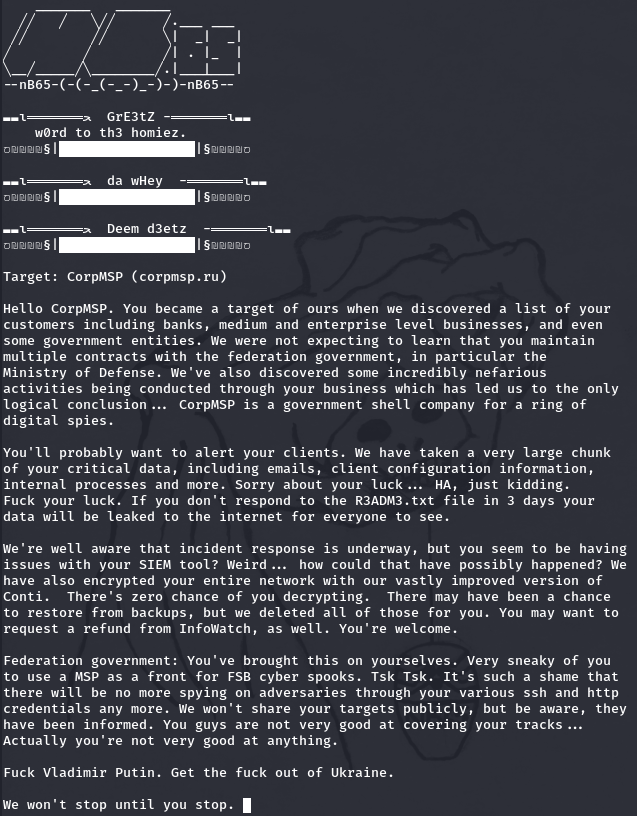 --nB65-(-(-_(-_-)_-)-)-nB65--
GrE3tZ
w0rd to th3 homiez.
da wHey
Deem d3etz
Target: CorpMSP (corpmsp.ru)
Hello CorpMSP. You became a target of ours when we discovered a list of your
customers including banks, medium and enterprise level businesses, and even
some government entities. We were not expecting to learn that you maintain
multiple contracts with the federation government, in particular the
Ministry of Defense. We've also discovered some incredibly nefarious
activities being conducted through your business which has led us to the only
logical conclusion... CorpMSP is a government shell company for a ring of
digital spies.
You'll probably want to alert your clients. We have taken a very large chunk
of your critical data, including emails, client configuration information,
internal processes and more. Sorry about your luck... HA, just kidding.
Fuck your luck. If you don't respond to the R3ADM3.txt file in 3 days your
data will be leaked to the internet for everyone to see.
We're well aware that incident response is underway, but you seem to be having
issues with your SIEM tool? Weird... how could that have possibly happened? We
have also encrypted your entire network with our vastly improved version of
Conti.  There's zero chance of you decrypting.  There may have been a chance
to restore from backups, but we deleted all of those for you. You may want to
request a refund from InfoWatch, as well. You're welcome.
Federation government: You've brought this on yourselves. Very sneaky of you
to use a MSP as a front for FSB cyber spooks. Tsk Tsk. It's such a shame that
there will be no more spying on adversaries through your various ssh and http
credentials any more. We won't share your targets publicly, but be aware, they
have been informed. You guys are not very good at covering your tracks...
Actually you're not very good at anything.
Fuck Vladimir Putin. Get the fuck out of Ukraine.
We won't stop until you stop.